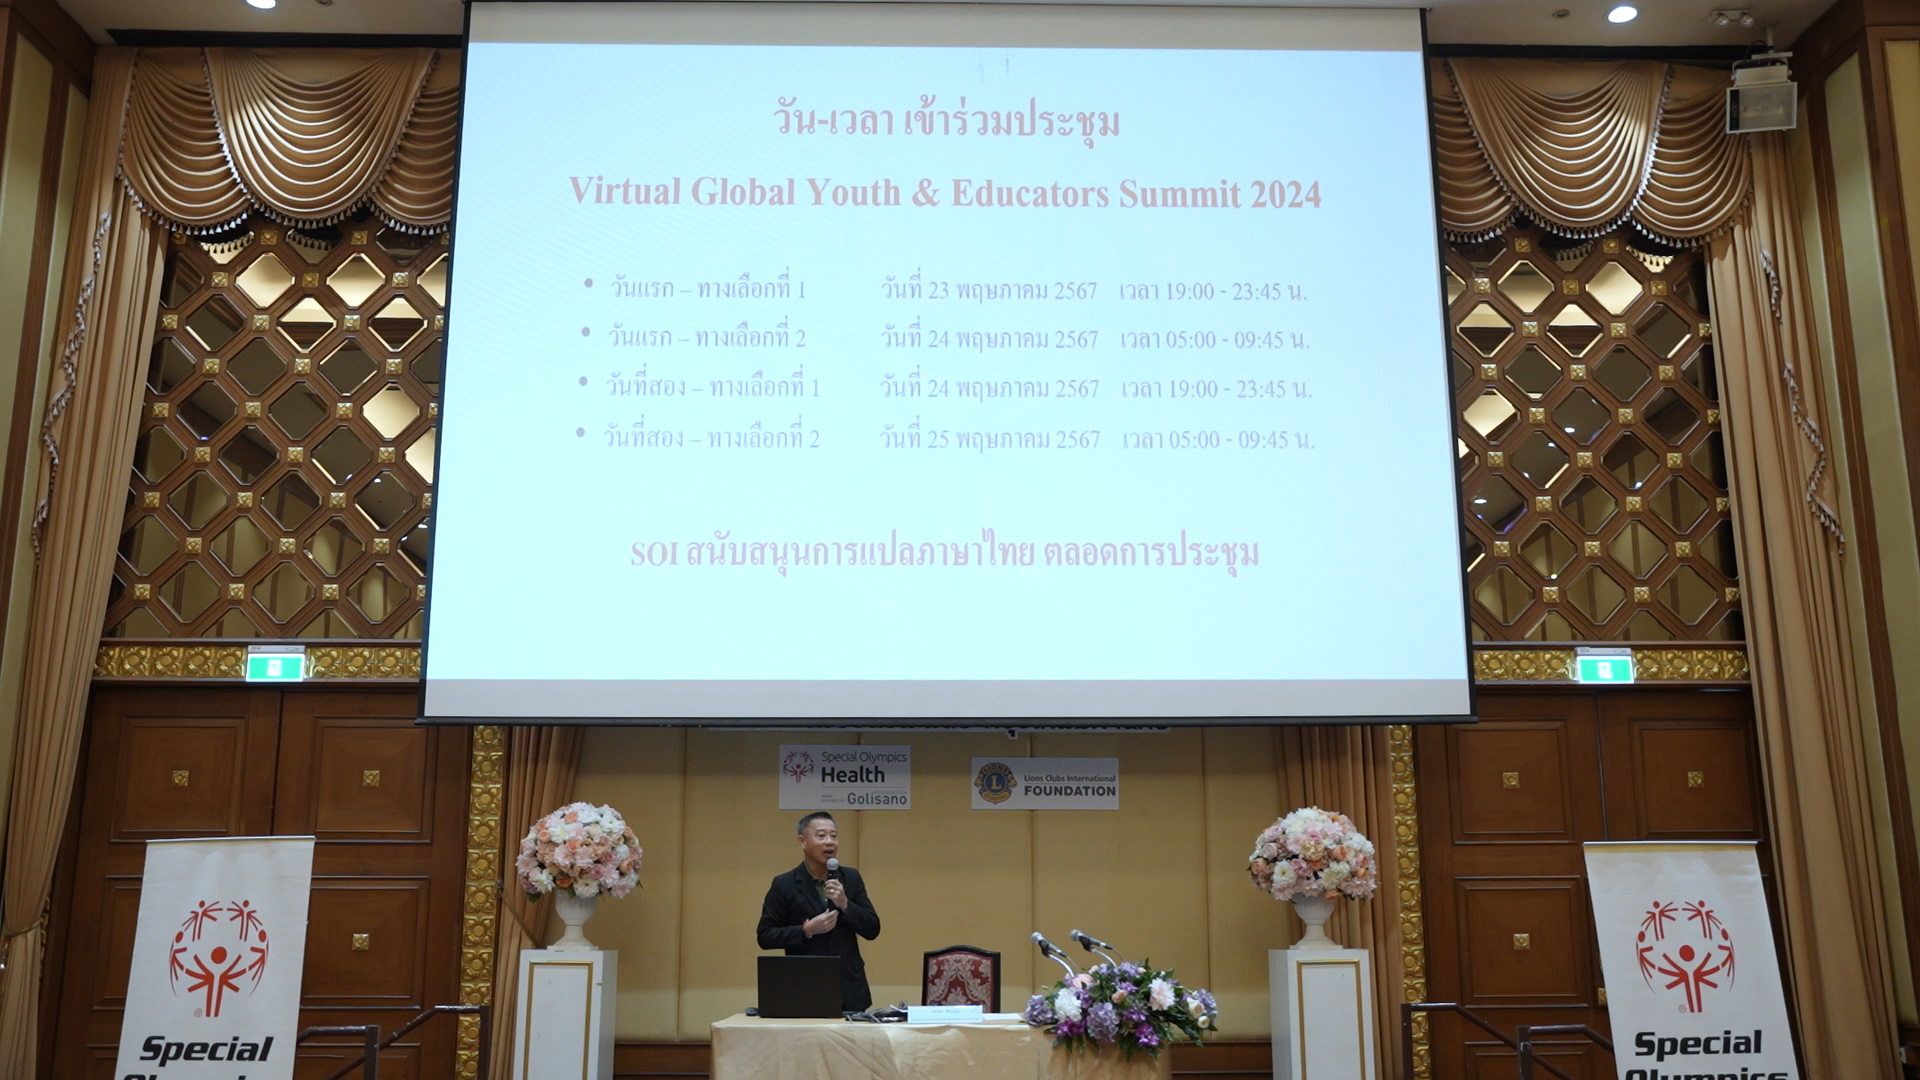 วัน-เวลา เข้าร่วมประชุม
Virtual Global Youth & Educators Summit 2024
• วันแรก – ทางเลือกที่ 1 วันที่ 23 พฤษภาคม 2567 เวลา 19:00 - 23:45 น.
• วันแรก – ทางเลือกที่ 2 วันที่ 24 พฤษภาคม 2567 เวลา 05:00 - 09:45 น.
• วันที่สอง – ทางเลือกที่ 1 วันที่ 24 พฤษภาคม 2567 เวลา 19:00 - 23:45 น.
• วันที่สอง – ทางเลือกที่ 2 วันที่ 25 พฤษภาคม 2567 เวลา 05:00 - 09:45 น.
SOI สนับสนุนการแปลภาษาไทย ตลอดการประชุม
Special Olympics
Health
Golisano
LIONS
L
Lions Clubs International
FOUNDATION
®
Special
Special
Olympics